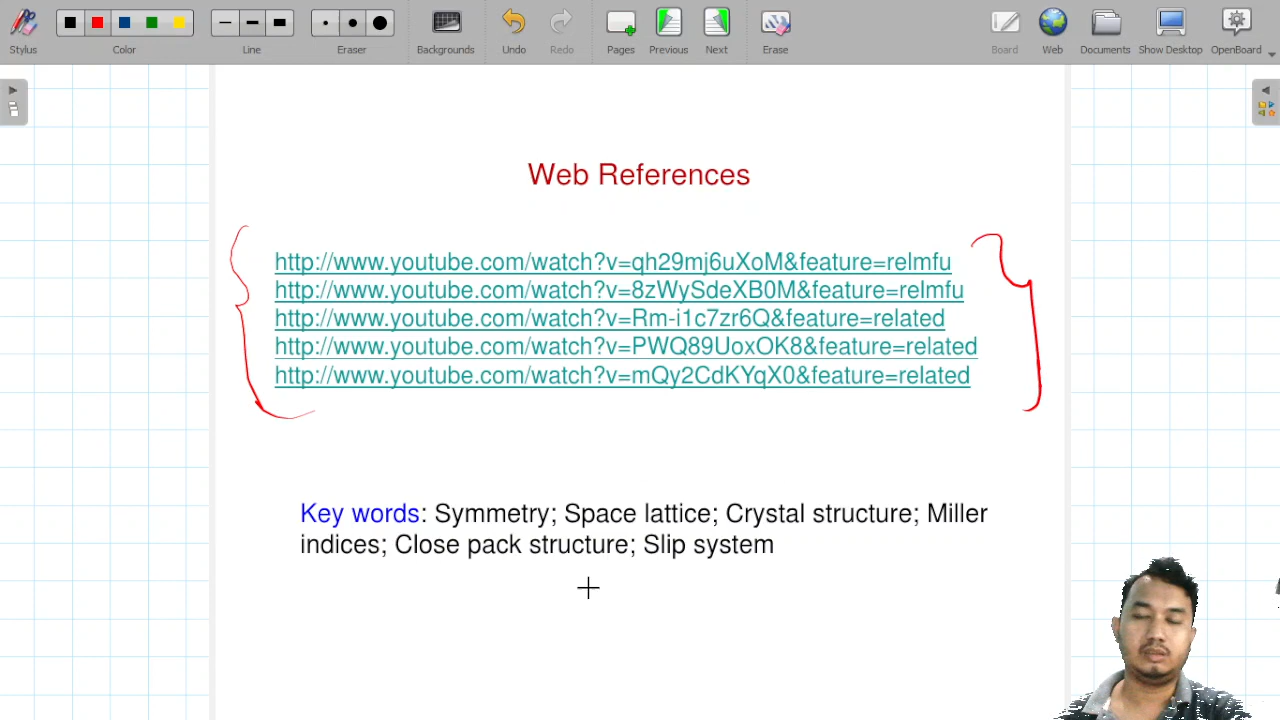 Stylus Color Line Eraser Backgrounds Undo Redo Pages Previous Next Erase Board Web Documents Show Desktop OpenBoard
Web References
http://www.youtube.com/watch?v=qh29mj6uXoM&feature=relmfu
http://www.youtube.com/watch?v=8zWySdeXB0M&feature=relmfu
http://www.youtube.com/watch?v=Rm-i1c7zr6Q&feature=related
http://www.youtube.com/watch?v=PWQ89UoxOK8&feature=related
http://www.youtube.com/watch?v=mQy2CdKYqX0&feature=related
Key words: Symmetry; Space lattice; Crystal structure; Miller
indices; Close pack structure; Slip system